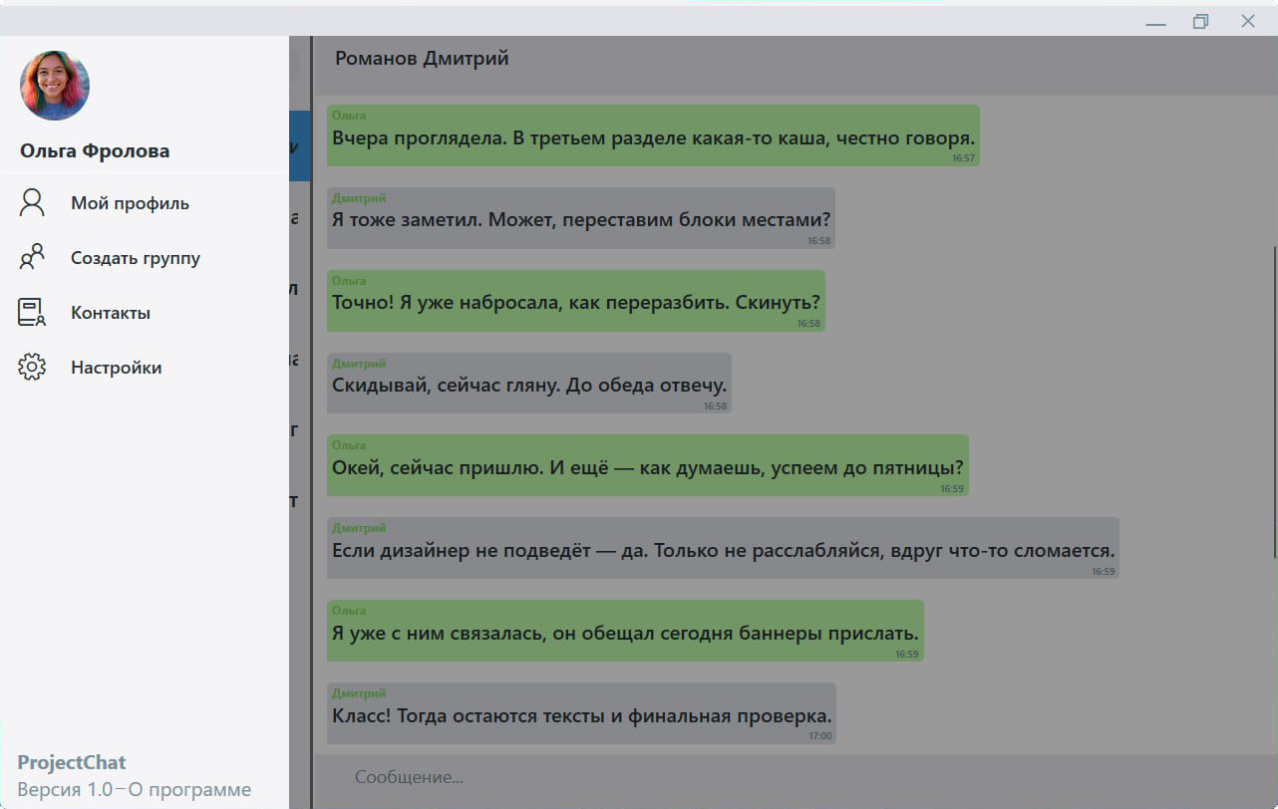 Ольга Фролова
Мой профиль
Создать группу
Контакты
Настройки
ProjectChat
Версия 1.0–О программе
Романов Дмитрий
Ольга
Вчера проглядела. В третьем разделе какая-то каша, честно говоря.
16:57
Дмитрий
Я тоже заметил. Может, переставим блоки местами?
16:58
Ольга
Точно! Я уже набросала, как переразбить. Скинуть?
16:58
Дмитрий
Скидывай, сейчас гляну. До обеда отвечу.
16:58
Ольга
Окей, сейчас пришлю. И ещё — как думаешь, успеем до пятницы?
16:59
Дмитрий
Если дизайнер не подведёт — да. Только не расслабляйся, вдруг что-то сломается.
16:59
Ольга
Я уже с ним связалась, он обещал сегодня баннеры прислать.
16:59
Дмитрий
Класс! Тогда остаются тексты и финальная проверка.
17:00
Сообщение...